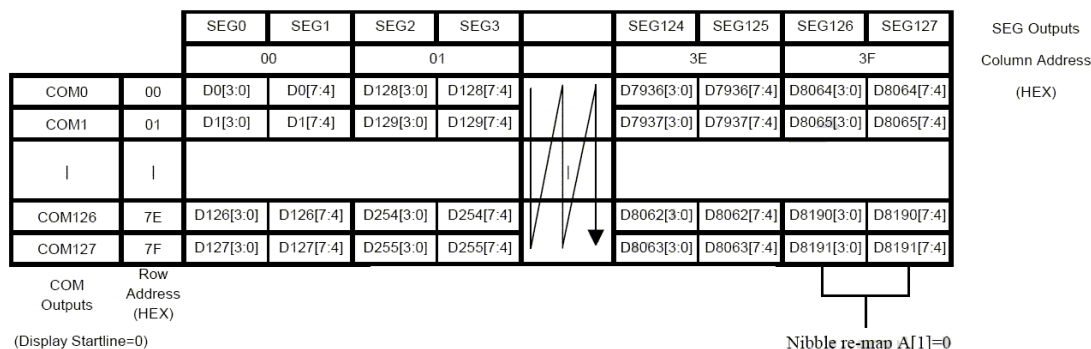 SEG0 SEG1 SEG2 SEG3 SEG124 SEG125 SEG126 SEG127 SEG Outputs
00 01 3E 3F Column Address
COM0 00 D0[3:0] D0[7:4] D128[3:0] D128[7:4] D7936[3:0] D7936[7:4] D8064[3:0] D8064[7:4] (HEX)
COM1 01 D1[3:0] D1[7:4] D129[3:0] D129[7:4] D7937[3:0] D7937[7:4] D8065[3:0] D8065[7:4]
| | |
COM126 7E D126[3:0] D126[7:4] D254[3:0] D254[7:4] D8062[3:0] D8062[7:4] D8190[3:0] D8190[7:4]
COM127 7F D127[3:0] D127[7:4] D255[3:0] D255[7:4] D8063[3:0] D8063[7:4] D8191[3:0] D8191[7:4]
COM
Outputs
Row
Address
(HEX)
(Display Startline=0)
Nibble re-map A[1]=0